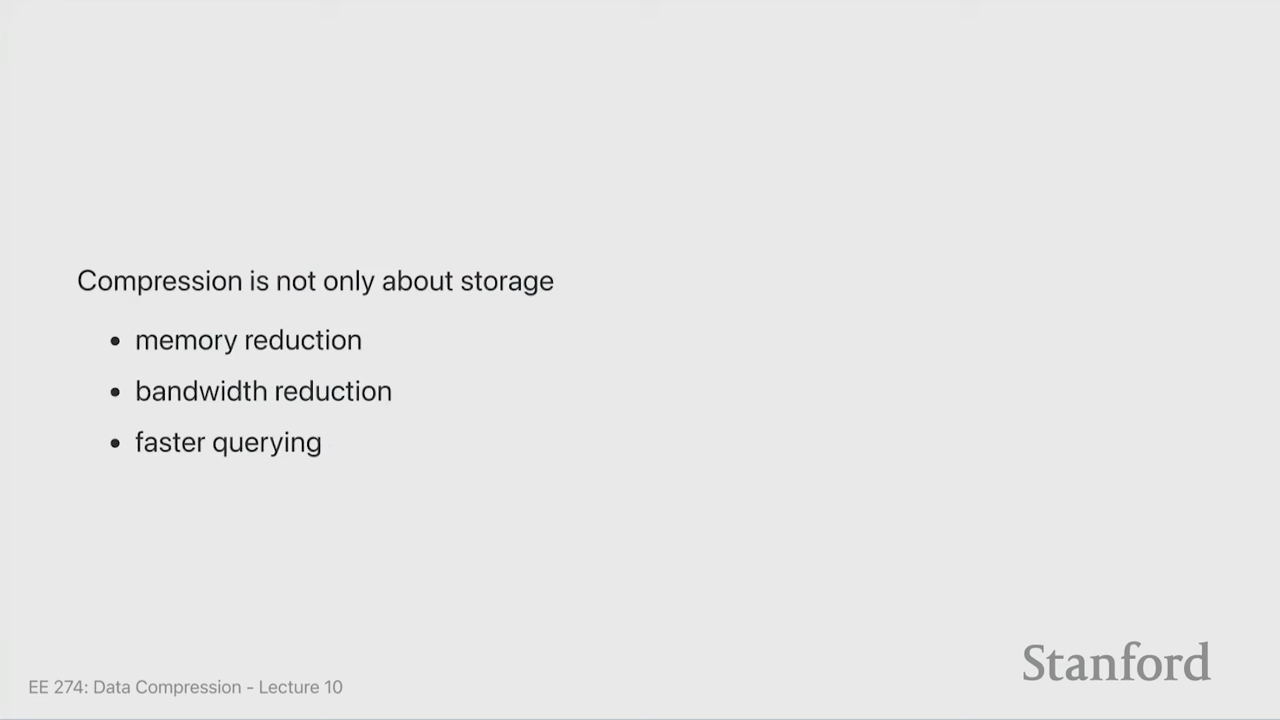 Compression is not only about storage
• memory reduction
• bandwidth reduction
• faster querying
EE 274: Data Compression - Lecture 10
Stanford